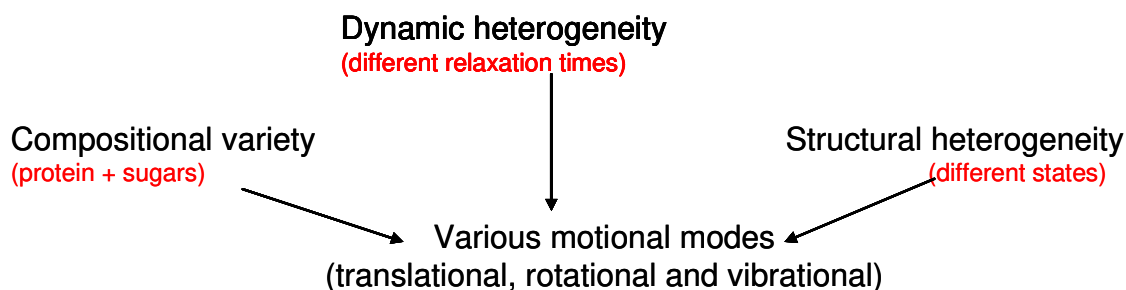 Dynamic heterogeneity
(different relaxation times)
Compositional variety
(protein + sugars)
Structural heterogeneity
(different states)
Various motional modes
(translational, rotational and vibrational)